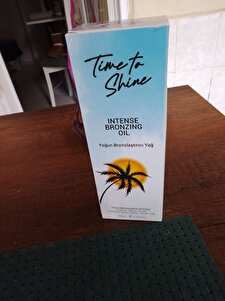 Time to
Shine
INTENSE
BRONZING
OIL
Yoğun Bronzlaştırıcı Yağ